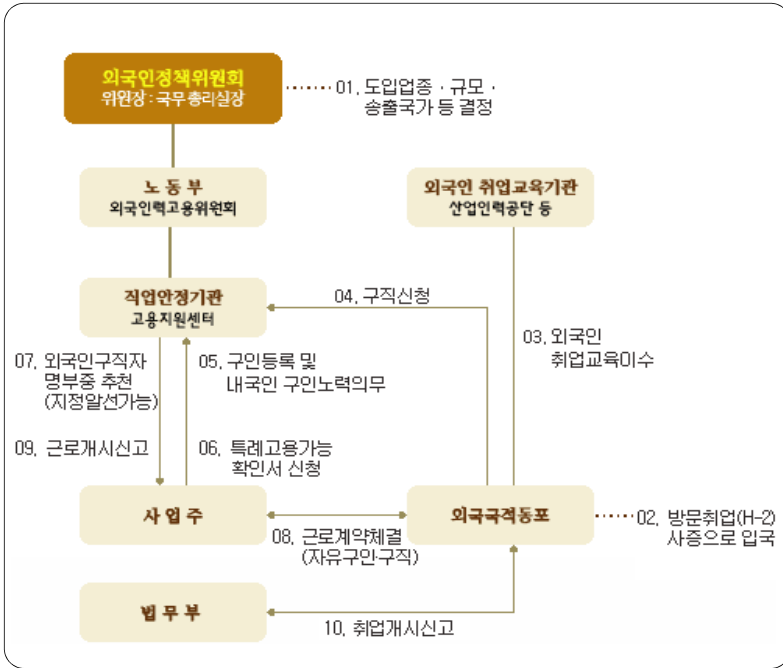 외국인정책위원회
위원장 : 국무 총리실장
01. 도입업종 · 규모 ·
송출국가 등 결정
노 동 부
외국인력고용위원회
외국인 취업교육기관
산업인력공단 등
직업안정기관
고용지원센터
04. 구직신청
03. 외국인
취업교육이수
07. 외국인구직자
명부중 추천
(지정알선가능)
05. 구인등록 및
내국인 구인노력의무
09. 근로개시신고
06. 특례고용가능
확인서 신청
사 업 주
외국국적동포
02. 방문취업(H-2)
사증으로 입국
08. 근로계약체결
(자유구인·구직)
법 무 부
10. 취업개시신고